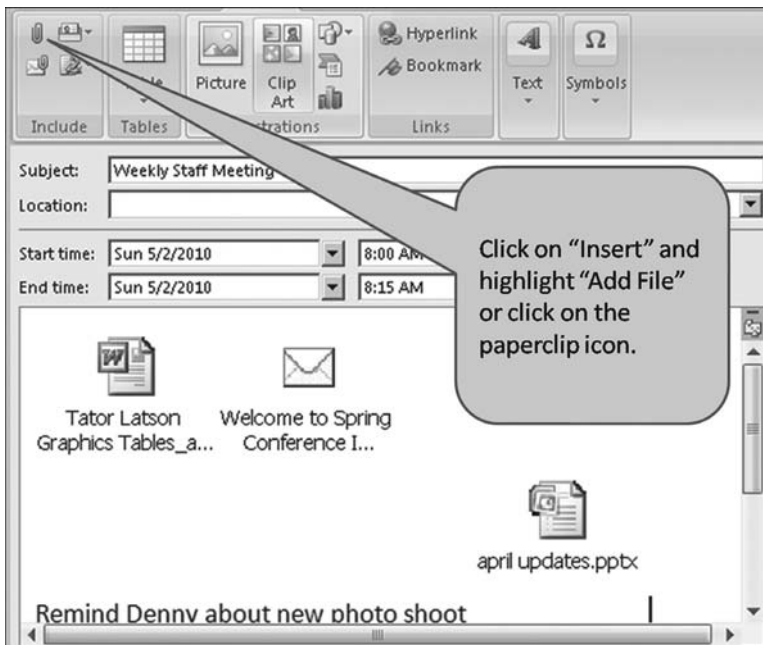 Hyperlink
Bookmark
Picture
Clip
Art
Text
Symbols
Include
Tables
Links
Subject: Weekly Staff Meeting
Location:
Start time: Sun 5/2/2010 8:00 AM
End time: Sun 5/2/2010 8:15 AM
Click on “Insert” and
highlight “Add File”
or click on the
paperclip icon.
Tator Latson
Graphics Tables_a...
Welcome to Spring
Conference I...
april updates.pptx
Remind Denny about new photo shoot